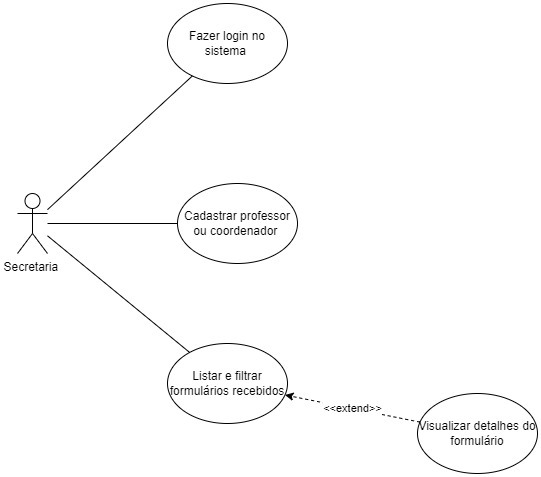 Fazer login no
sistema
Cadastrar professor
ou coordenador
Secretaria
Listar e filtrar
formulários recebidos
<<extend>>
Visualizar detalhes do
formulário